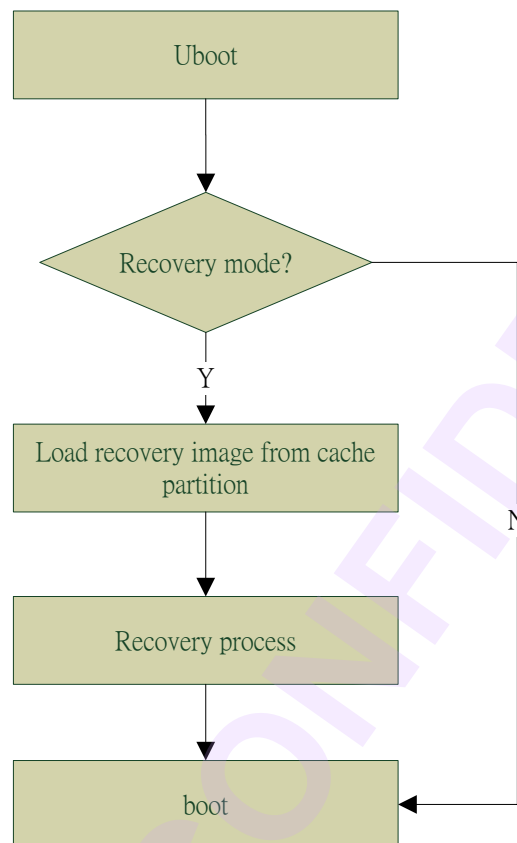 Uboot
Recovery mode?
Y
Load recovery image from cache
partition
N
Recovery process
boot